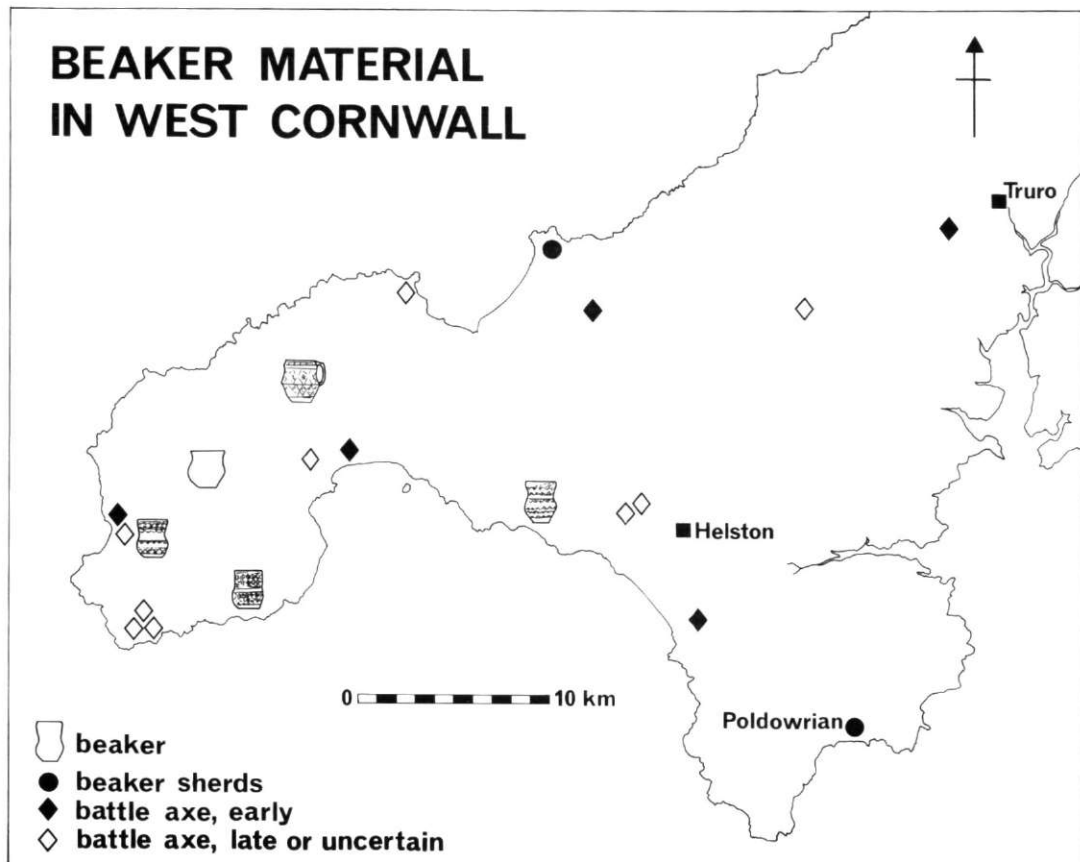 BEAKER MATERIAL
IN WEST CORNWALL
Truro
Helston
0 10 km
Poldowrian
beaker
beaker sherds
battle axe, early
battle axe, late or uncertain